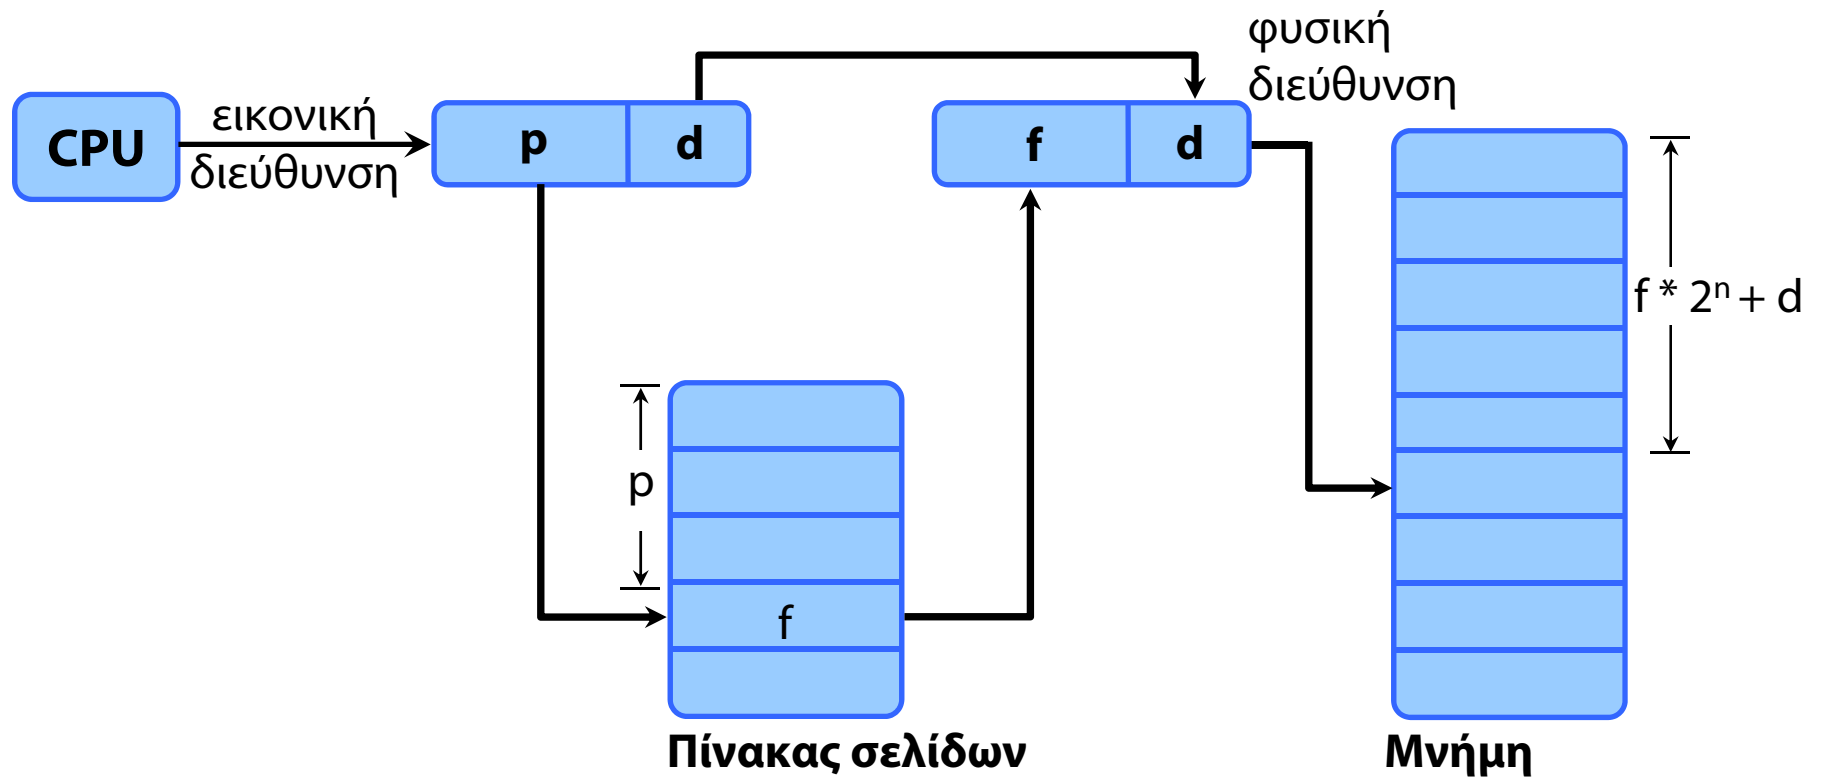 φυσική
διεύθυνση
CPU
εικονική
διεύθυνση
p
d
f
d
f * 2ⁿ + d
p
f
Πίνακας σελίδων
Μνήμη